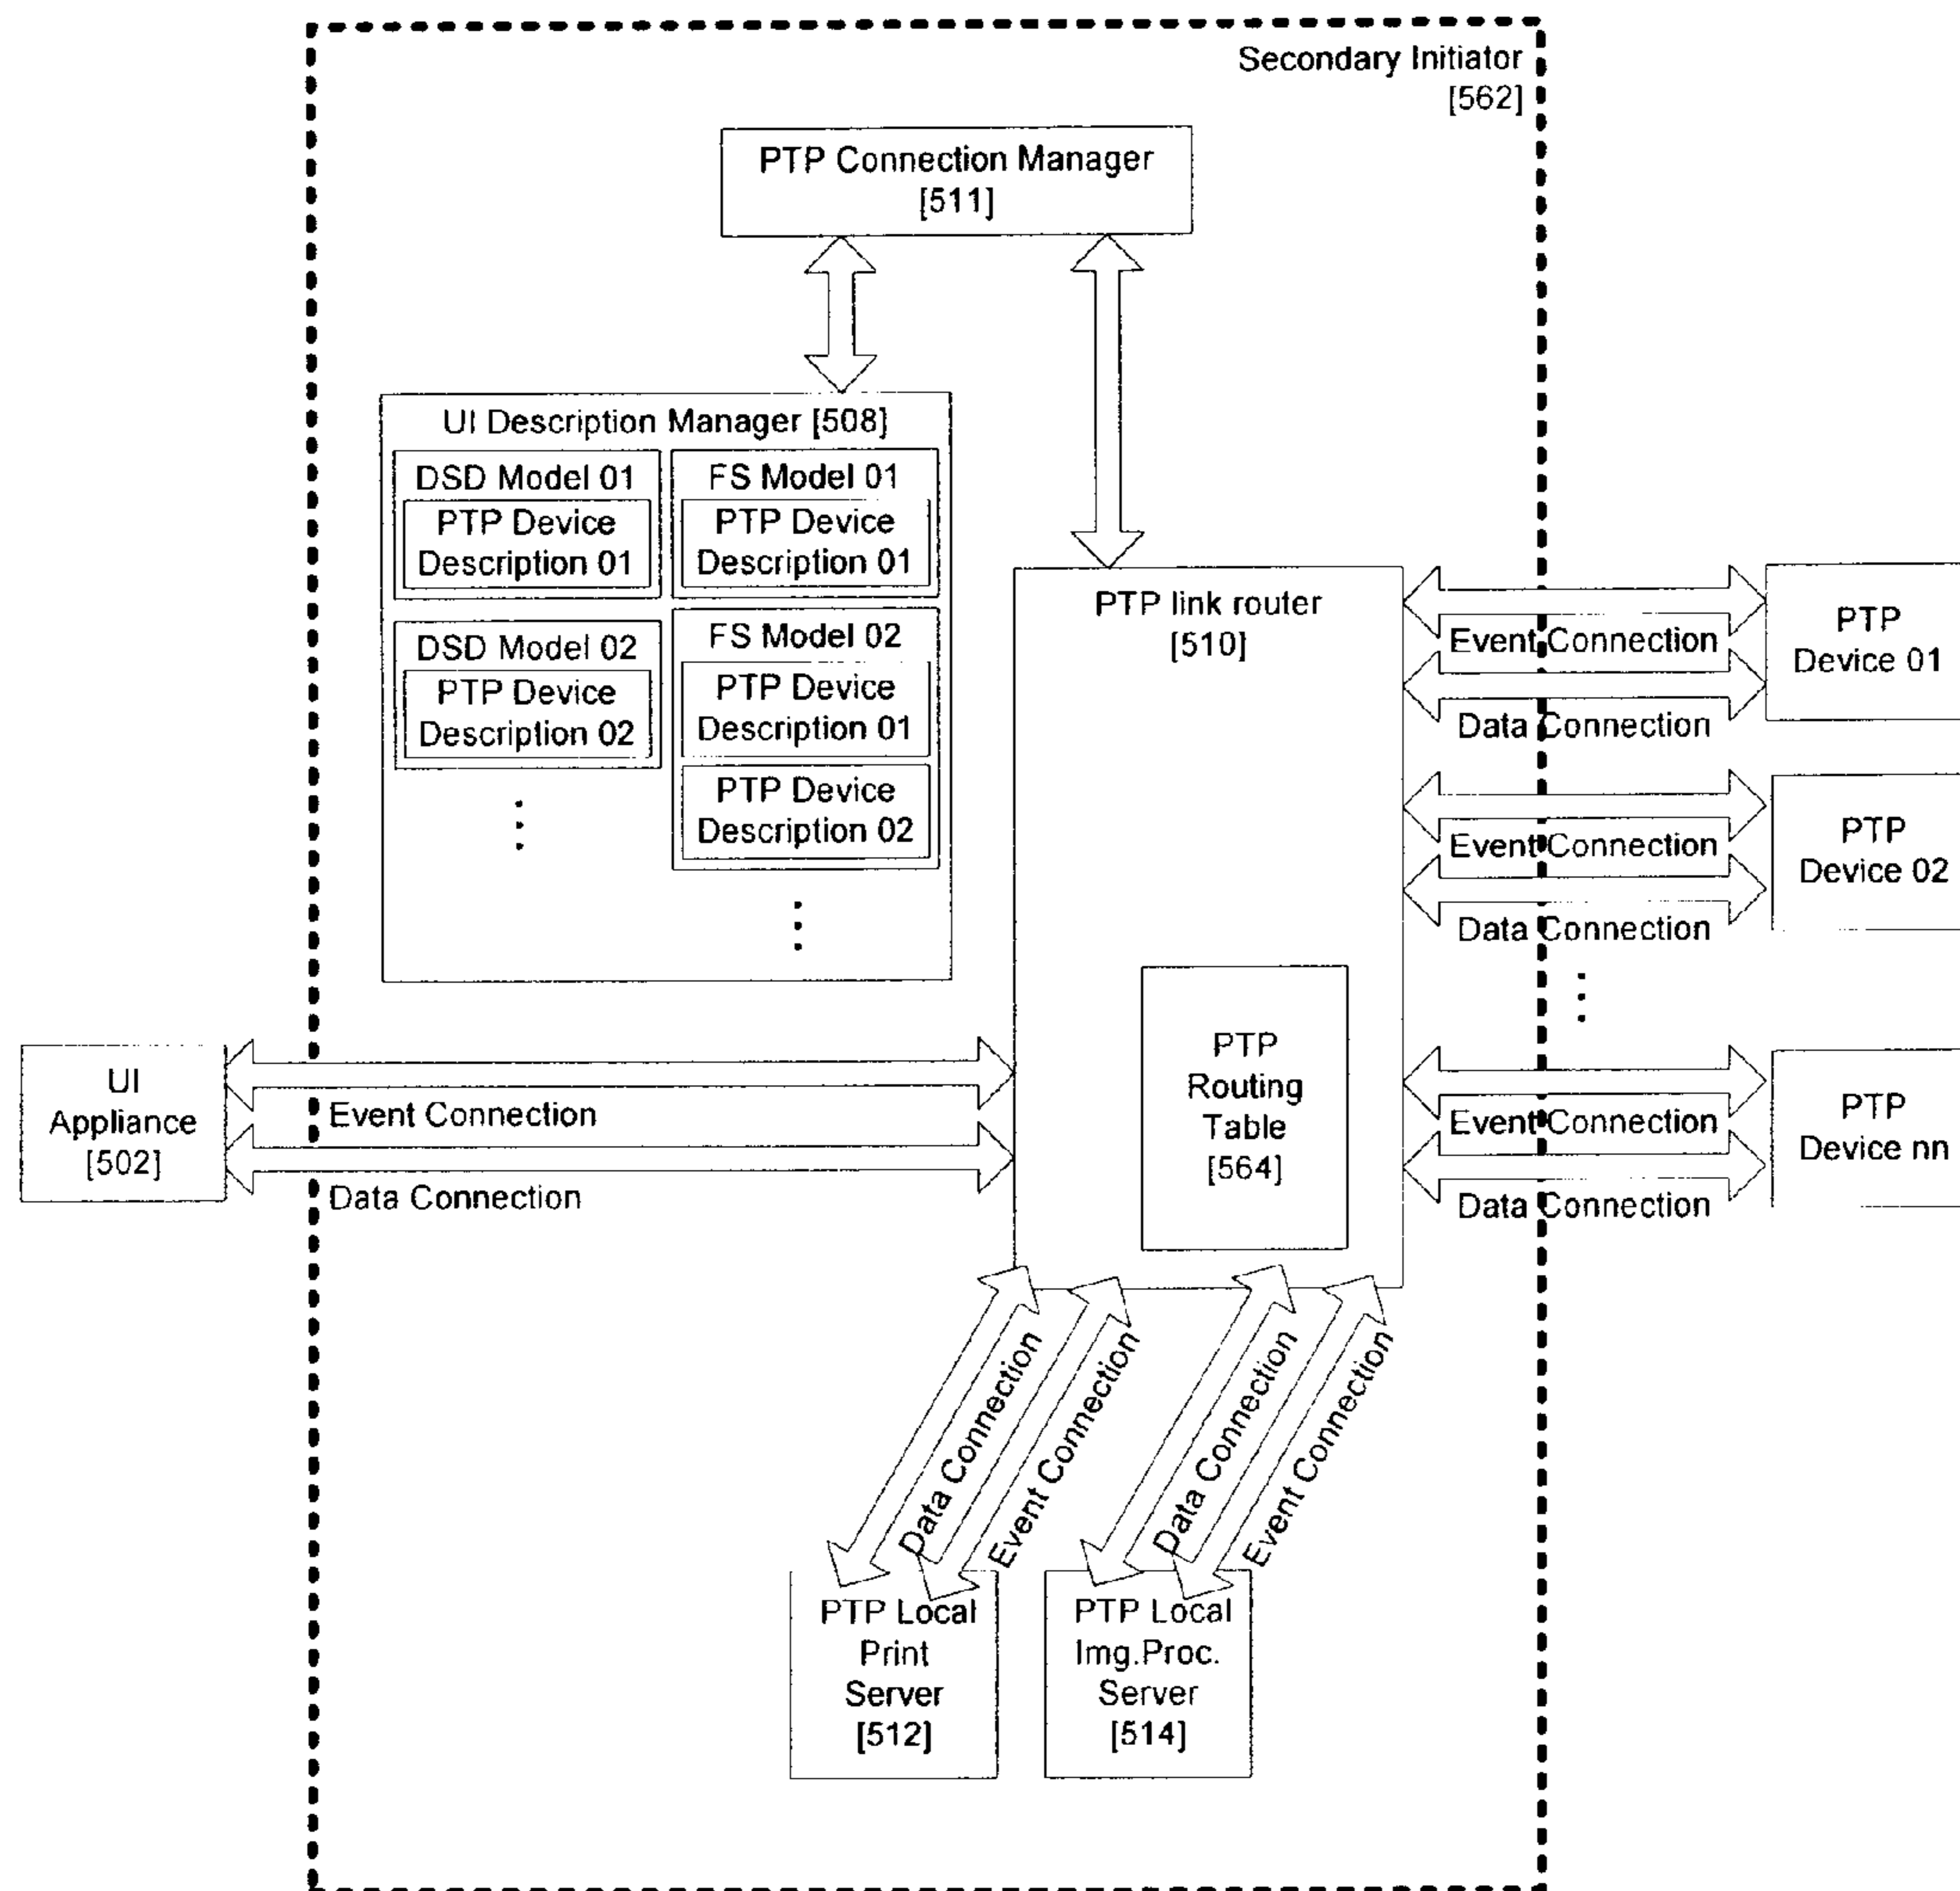 Secondary Initiator
[562]
PTP Connection Manager
[511]
UI Description Manager [508]
DSD Model 01
PTP Device
Description 01
FS Model 01
PTP Device
Description 01
DSD Model 02
PTP Device
Description 02
FS Model 02
PTP Device
Description 01
PTP Device
Description 02
PTP link router
[510]
PTP
Routing
Table
[564]
Event Connection
Data Connection
PTP
Device 01
Event Connection
Data Connection
PTP
Device 02
Event Connection
Data Connection
PTP
Device nn
UI
Appliance
[502]
Event Connection
Data Connection
Data Connection
Event Connection
Data Connection
Event Connection
PTP Local
Print
Server
[512]
PTP Local
Img.Proc.
Server
[514]